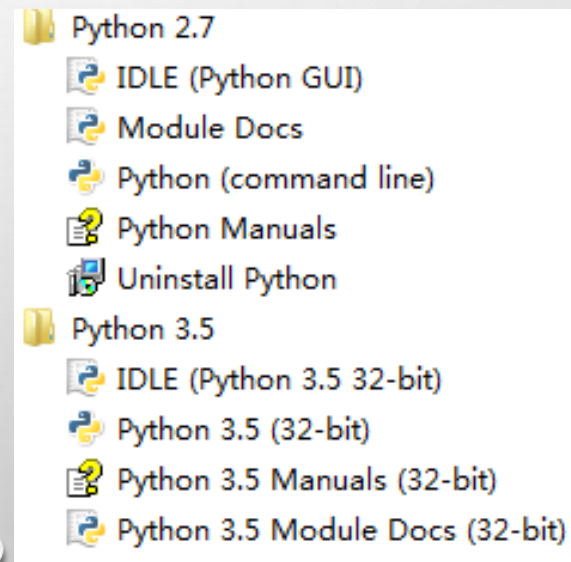 Python 2.7
IDLE (Python GUI)
Module Docs
Python (command line)
Python Manuals
Uninstall Python
Python 3.5
IDLE (Python 3.5 32-bit)
Python 3.5 (32-bit)
Python 3.5 Manuals (32-bit)
Python 3.5 Module Docs (32-bit)